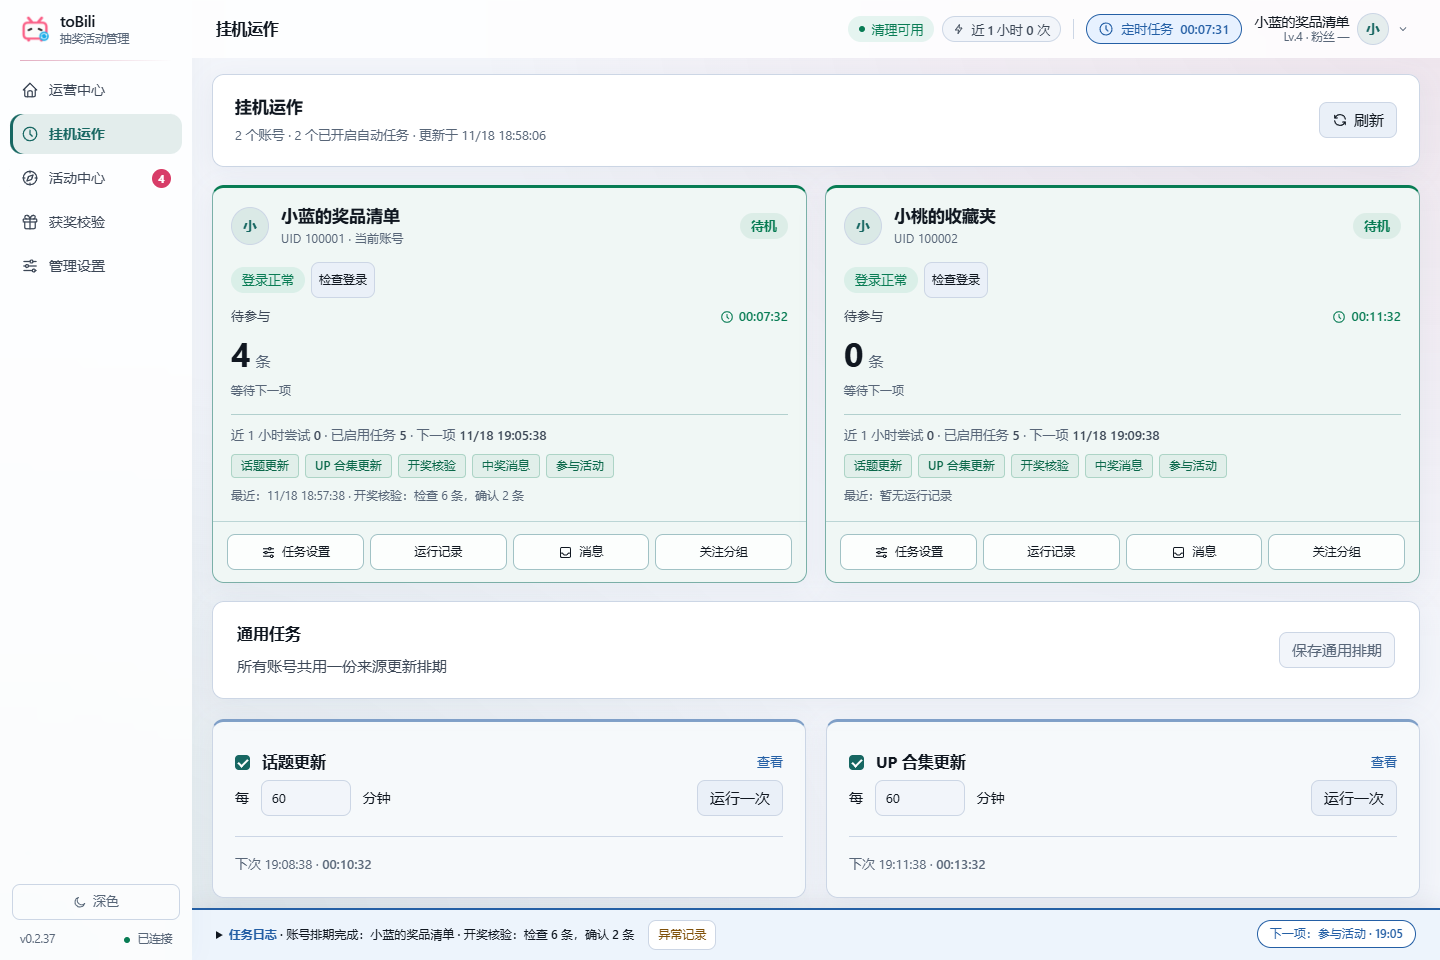 toBili
抽奖活动管理
运营中心
挂机运作
活动中心 4
获奖校验
管理设置
深色
v0.2.37 已连接
挂机运作
清理可用
近 1 小时 0 次
定时任务 00:07:31
小蓝的奖品清单
Lv.4 · 粉丝 —
小
挂机运作
2 个账号 · 2 个已开启自动任务 · 更新于 11/18 18:58:06
刷新
小
小蓝的奖品清单
UID 100001 · 当前账号
待机
登录正常 检查登录
待参与 00:07:32
4 条
等待下一项
近 1 小时尝试 0 · 已启用任务 5 · 下一项 11/18 19:05:38
话题更新 UP 合集更新 开奖核验 中奖消息 参与活动
最近：11/18 18:57:38 · 开奖核验：检查 6 条，确认 2 条
任务设置 运行记录 消息 关注分组
小
小桃的收藏夹
UID 100002
待机
登录正常 检查登录
待参与 00:11:32
0 条
等待下一项
近 1 小时尝试 0 · 已启用任务 5 · 下一项 11/18 19:09:38
话题更新 UP 合集更新 开奖核验 中奖消息 参与活动
最近：暂无运行记录
任务设置 运行记录 消息 关注分组
通用任务
所有账号共用一份来源更新排期
保存通用排期
话题更新 查看
每 60 分钟 运行一次
下次 19:08:38 · 00:10:32
UP 合集更新 查看
每 60 分钟 运行一次
下次 19:11:38 · 00:13:32
任务日志 · 账号排期完成：小蓝的奖品清单 · 开奖核验：检查 6 条，确认 2 条 异常记录
下一项：参与活动 · 19:05